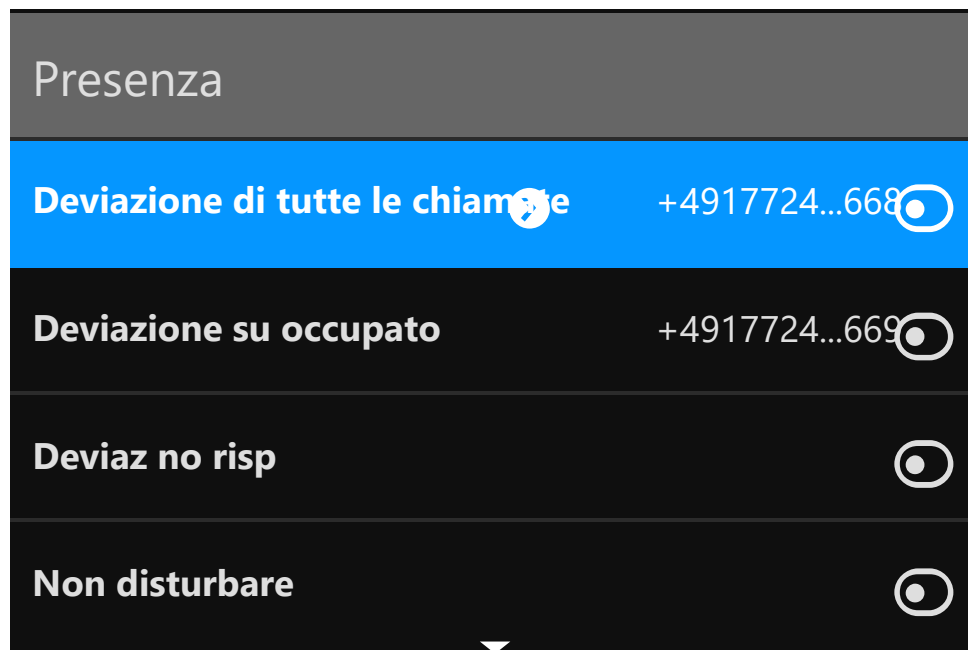 Presenza
Deviazione di tutte le chiamate +4917724...668
Deviazione su occupato +4917724...669
Deviaz no risp
Non disturbare